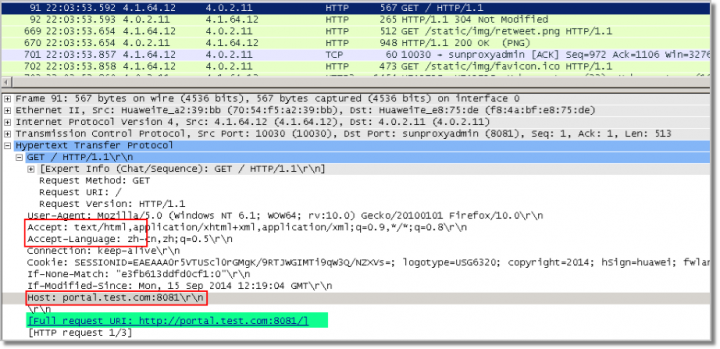 91 22:03:53.592 4.1.64.12 4.0.2.11 HTTP 567 GET / HTTP/1.1
92 22:03:53.593 4.0.2.11 4.1.64.12 HTTP 265 HTTP/1.1 304 Not Modified
669 22:03:53.654 4.1.64.12 4.0.2.11 HTTP 512 GET /static/img/retweet.png HTTP/1
670 22:03:53.654 4.0.2.11 4.1.64.12 HTTP 948 HTTP/1.1 200 OK (PNG)
701 22:03:53.857 4.1.64.12 4.0.2.11 TCP 60 10030 → sunproxyadmin [ACK] Seq=972 Ack=1106 Win=3276
702 22:03:53.858 4.1.64.12 4.0.2.11 HTTP 473 GET /static/img/favicon.ico HTTP/1
Frame 91: 567 bytes on wire (4536 bits), 567 bytes captured (4536 bits) on interface 0
Ethernet II, Src: HuaweiTe_a2:39:bb (70:54:f5:a2:39:bb), Dst: HuaweiTe_e8:75:de (f8:4a:bf:e8:75:de)
Internet Protocol Version 4, Src: 4.1.64.12 (4.1.64.12), Dst: 4.0.2.11 (4.0.2.11)
Transmission Control Protocol, Src Port: 10030 (10030), Dst Port: sunproxyadmin (8081), Seq: 1, Ack: 1, Len: 513
Hypertext Transfer Protocol
GET / HTTP/1.1\r\n
[Expert Info (Chat/Sequence): GET / HTTP/1.1\r\n]
Request Method: GET
Request URI: /
Request Version: HTTP/1.1
User-Agent: Mozilla/5.0 (Windows NT 6.1; WOW64; rv:10.0) Gecko/20100101 Firefox/10.0\r\n
Accept: text/html,application/xhtml+xml,application/xml;q=0.9,*/*;q=0.8\r\n
Accept-Language: zh-cn,zh;q=0.5\r\n
Connection: keep-alive\r\n
Cookie: SESSIONID=EAEAAA0r5VTUScl0rGMgK/9RTJWGIMTi9qW3Q/NZXVs=; logotype=USG6320; copyright=2014; hsign=huawei; fwlan
If-None-Match: "e3fb613ddfd0cf1:0"\r\n
If-Modified-Since: Mon, 15 Sep 2014 12:19:04 GMT\r\n
Host: portal.test.com:8081\r\n
\r\n
[Full request URI: http://portal.test.com:8081/]
[HTTP request 1/3]